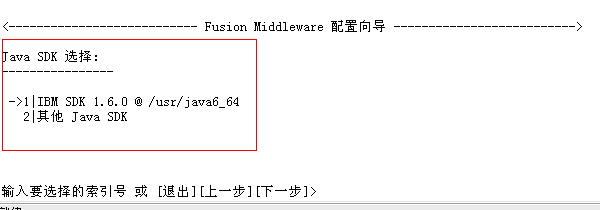 <--------------------------- Fusion Middleware 配置向导 -------------------------->
Java SDK 选择:
---------------
->1|IBM SDK 1.6.0 @ /usr/java6_64
2|其他 Java SDK
输入要选择的索引号 或 [退出][上一步][下一步]>